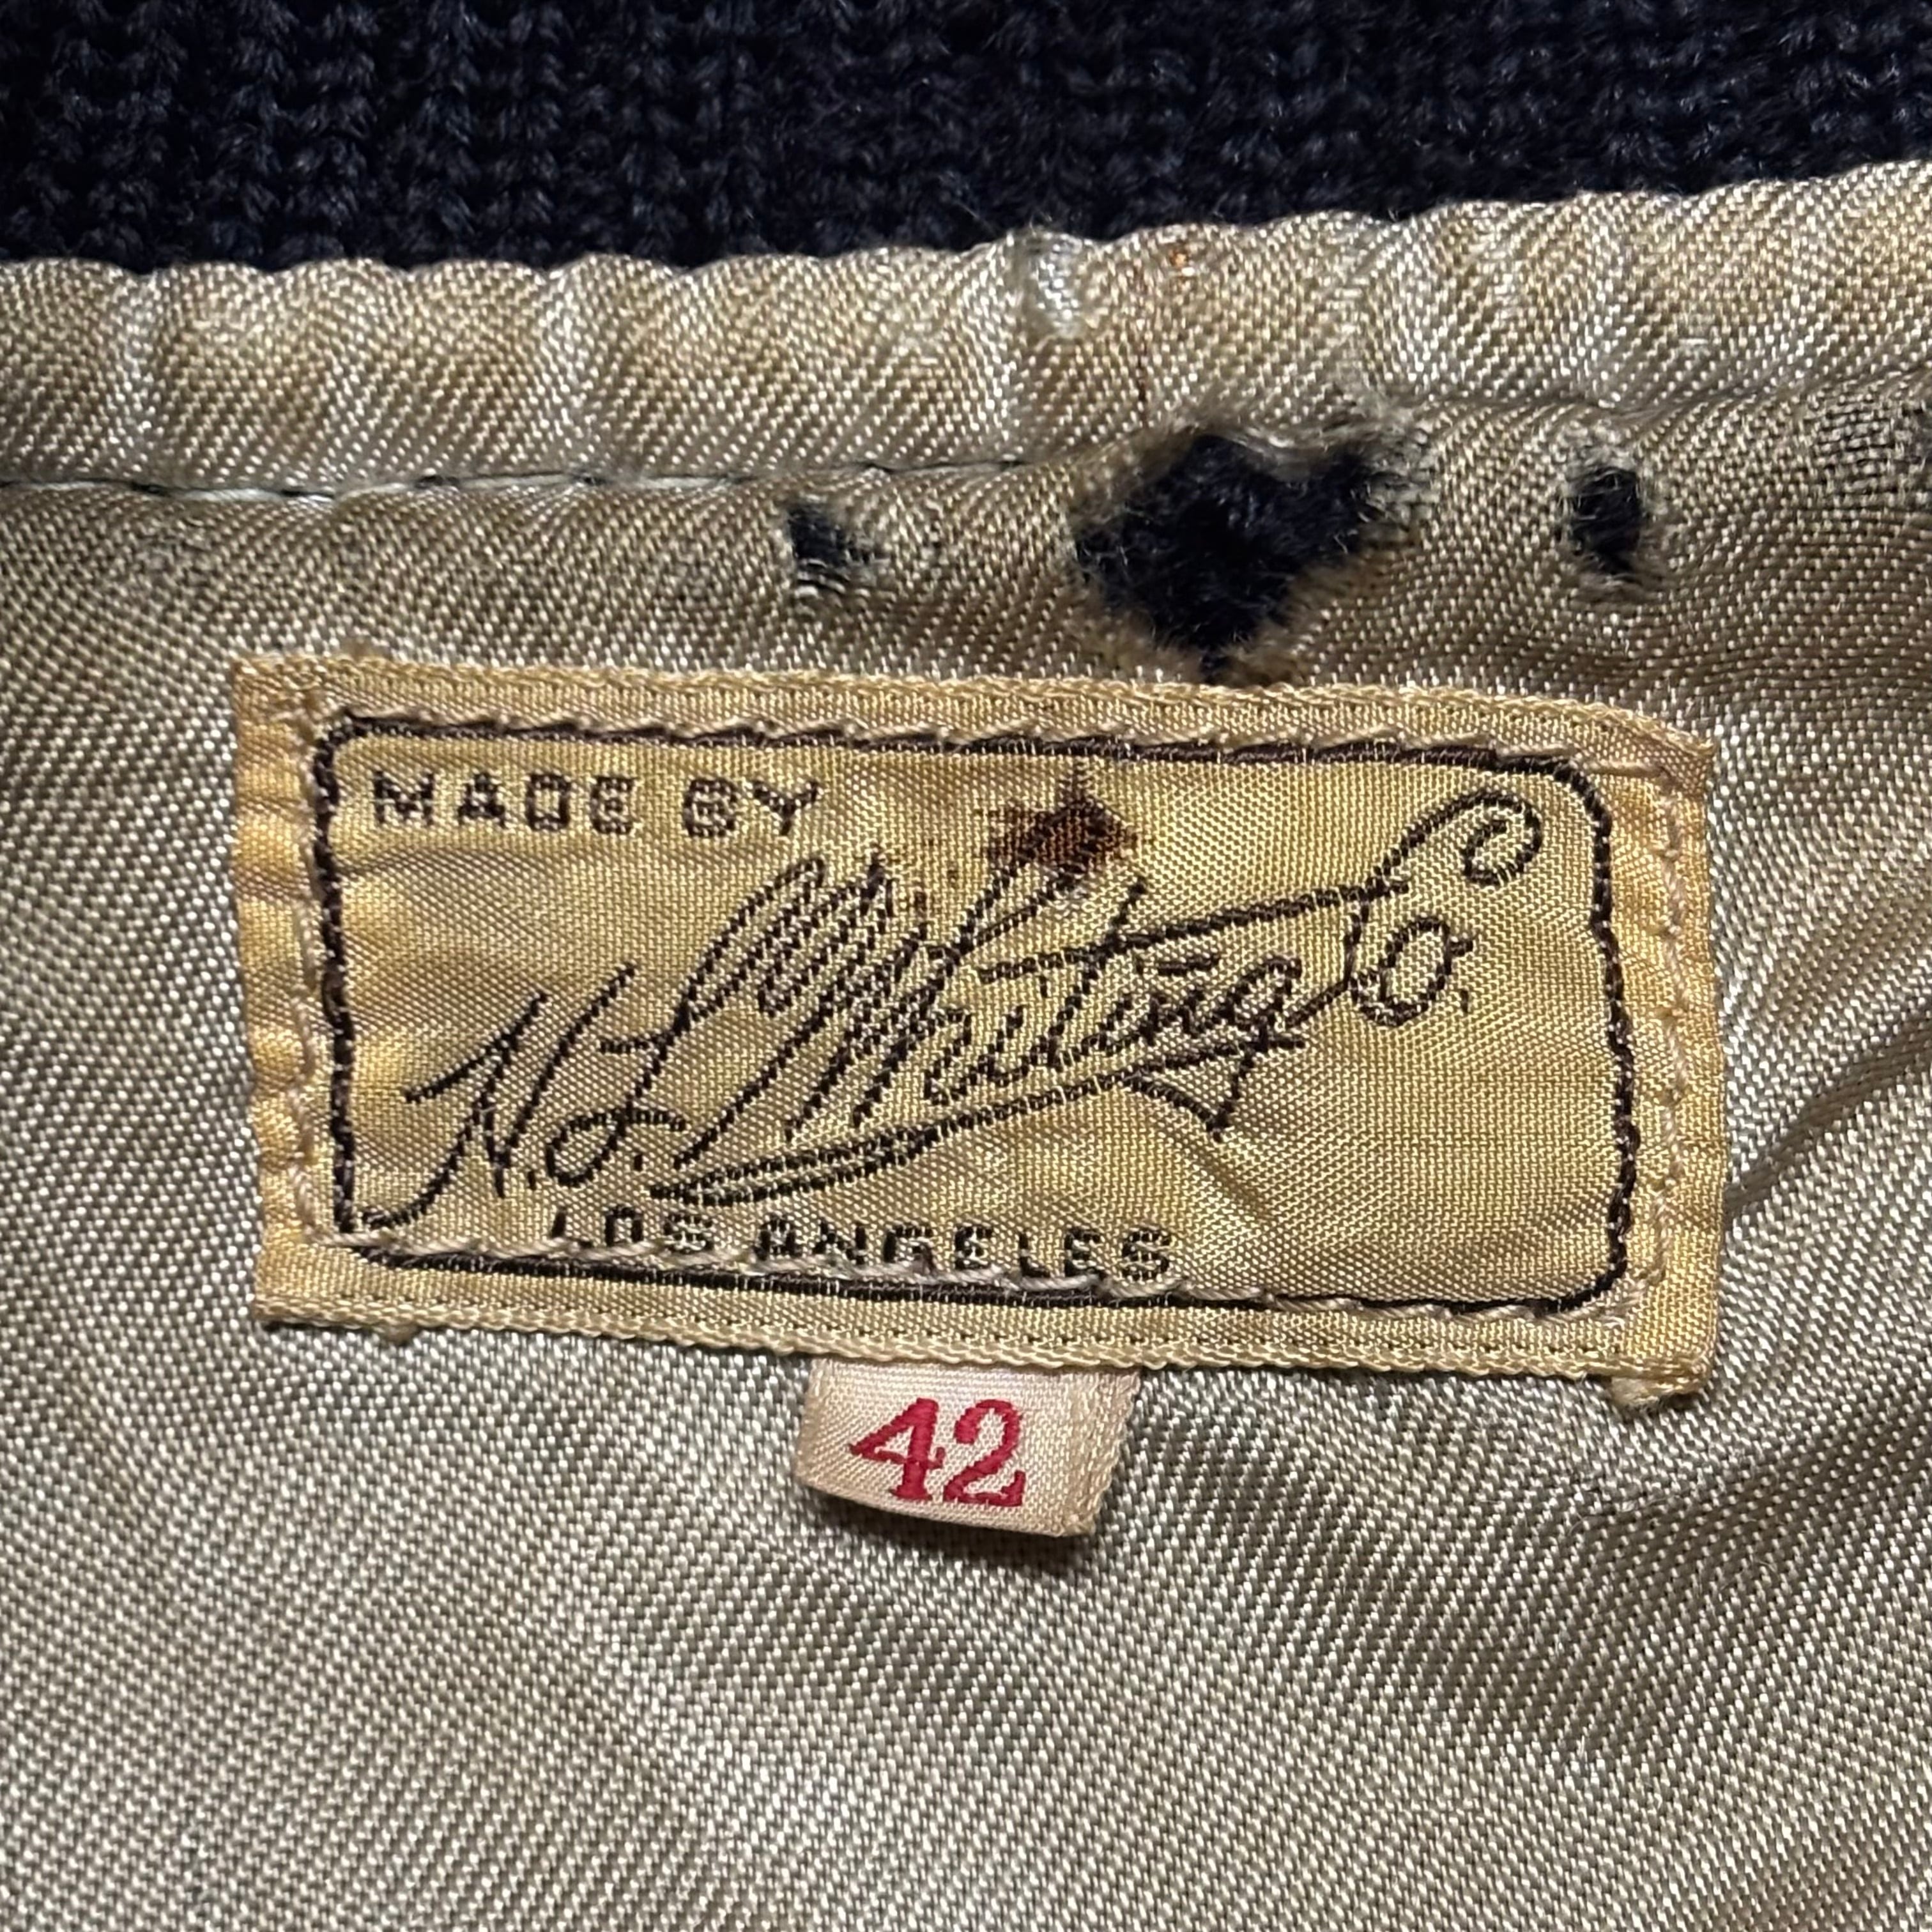 MADE BY
N.J. Whiting Co.
LOS ANGELES
42